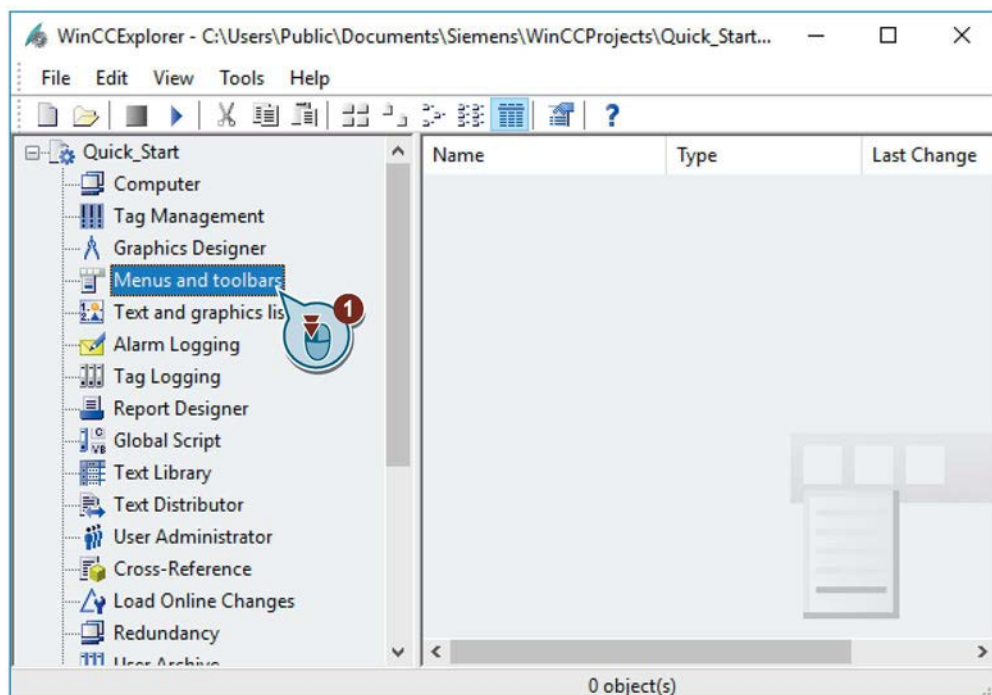 WinCCExplorer - C:\Users\Public\Documents\Siemens\WinCCProjects\Quick_Start...
File Edit View Tools Help
?
Quick_Start
Name Type Last Change
Computer
Tag Management
Graphics Designer
Menus and toolbars
Text and graphics lis
1
Alarm Logging
Tag Logging
Report Designer
Global Script
Text Library
Text Distributor
User Administrator
Cross-Reference
Load Online Changes
Redundancy
User Archive
0 object(s)